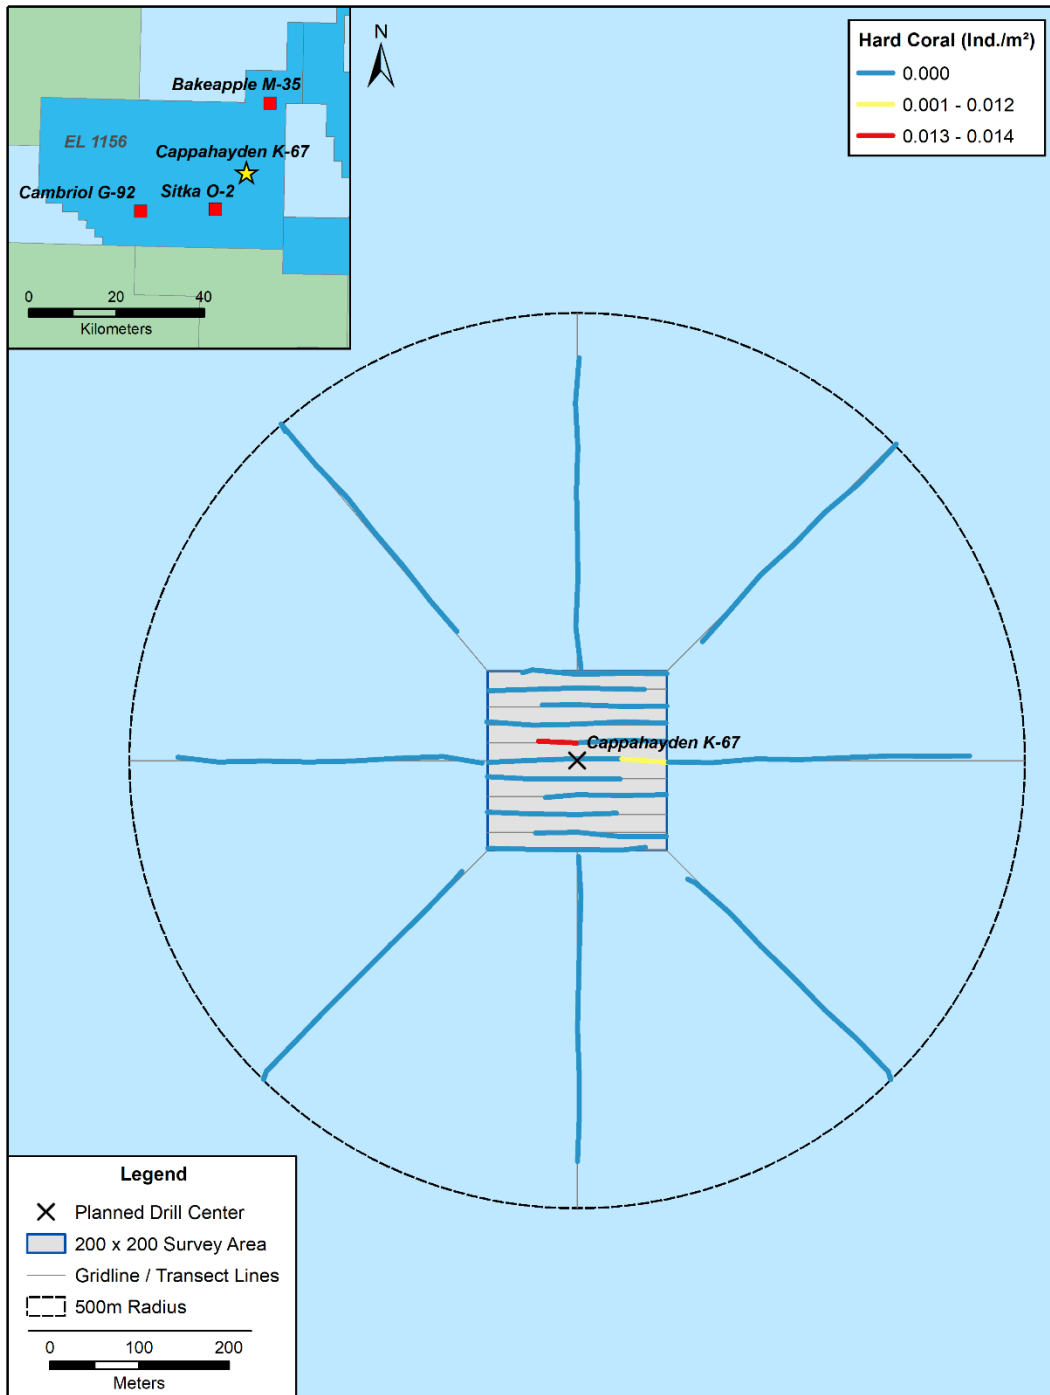 N
Bakeapple M-35
EL 1156
Cappahayden K-67
Cambriol G-92
Sitka O-2
0 20 40
Kilometers
Hard Coral (Ind./m²)
0.000
0.001 - 0.012
0.013 - 0.014
Cappahayden K-67
Legend
Planned Drill Center
200 x 200 Survey Area
Gridline / Transect Lines
500m Radius
0 100 200
Meters